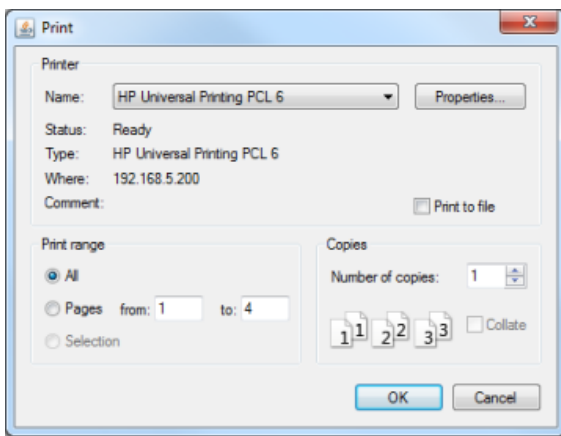 Print
Printer
Name: HP Universal Printing PCL 6 Properties...
Status: Ready
Type: HP Universal Printing PCL 6
Where: 192.168.5.200
Comment: Print to file
Print range Copies
All Number of copies: 1
Pages from: 1 to: 4
1 1 2 2 3 3 Collate
Selection
OK Cancel